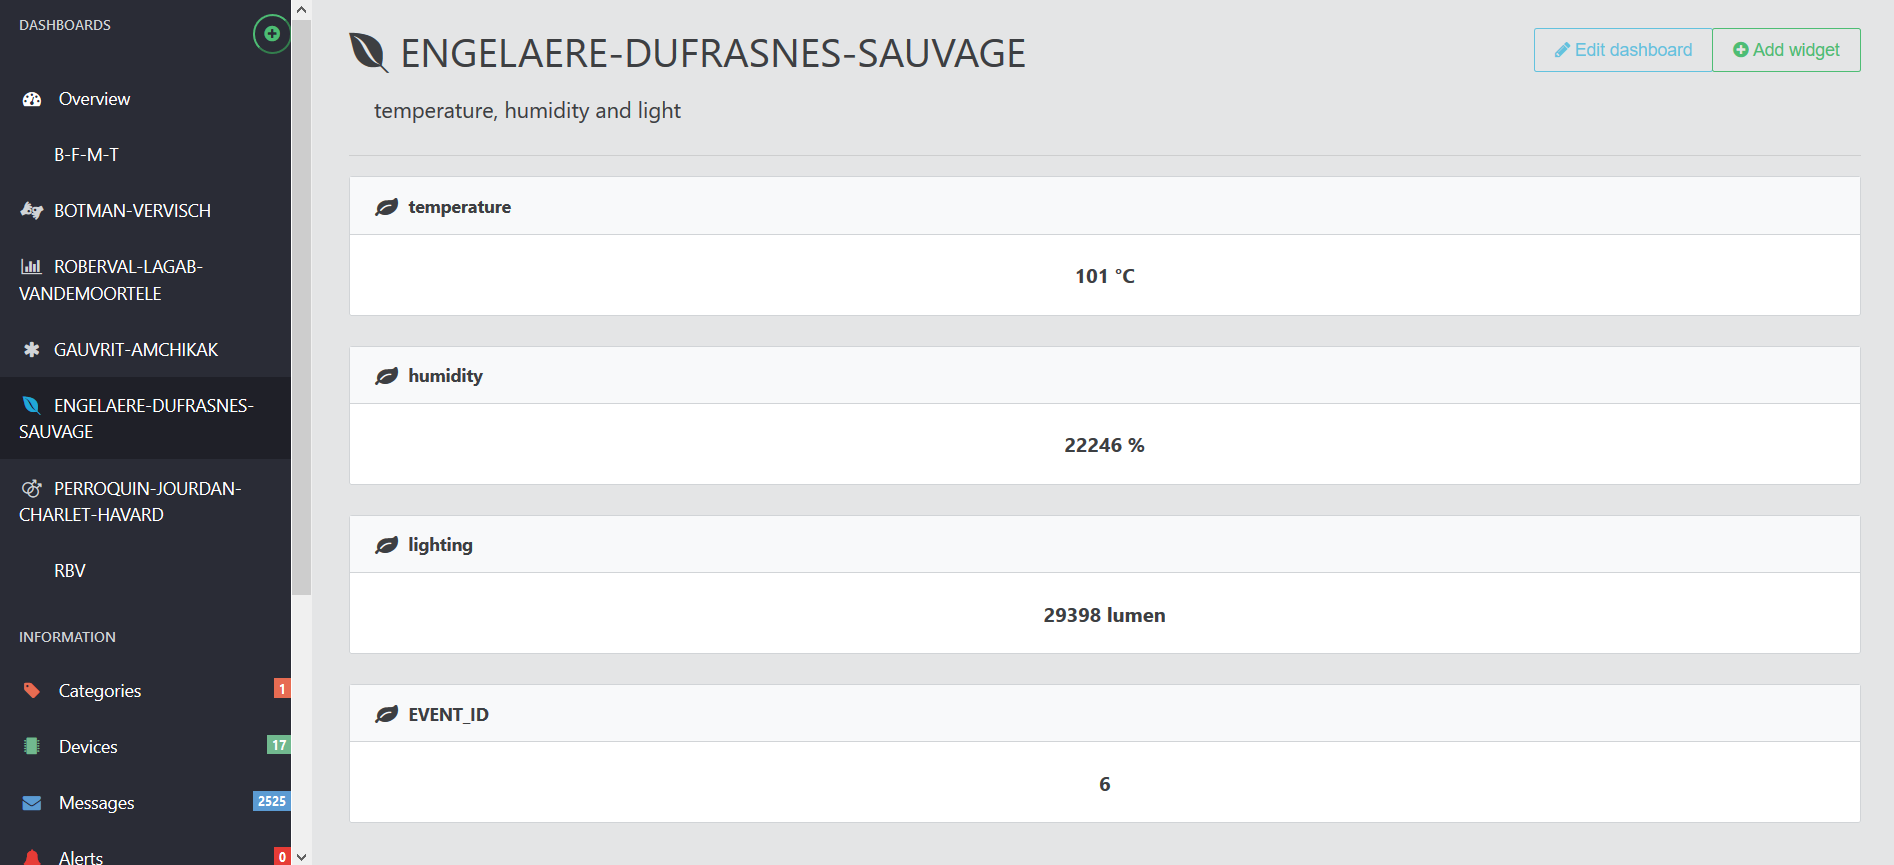 DASHBOARDS
Overview
B-F-M-T
BOTMAN-VERVISCH
ROBERVAL-LAGAB-
VANDEMOORTELE
GAUVRIT-AMCHIKAK
ENGELAERE-DUFRASNES-
SAUVAGE
PERROQUIN-JOURDAN-
CHARLET-HAVARD
RBV
INFORMATION
Categories 1
Devices 17
Messages 2525
Alerts 0
ENGELAERE-DUFRASNES-SAUVAGE
Edit dashboard
Add widget
temperature, humidity and light
temperature
101 °C
humidity
22246 %
lighting
29398 lumen
EVENT_ID
6